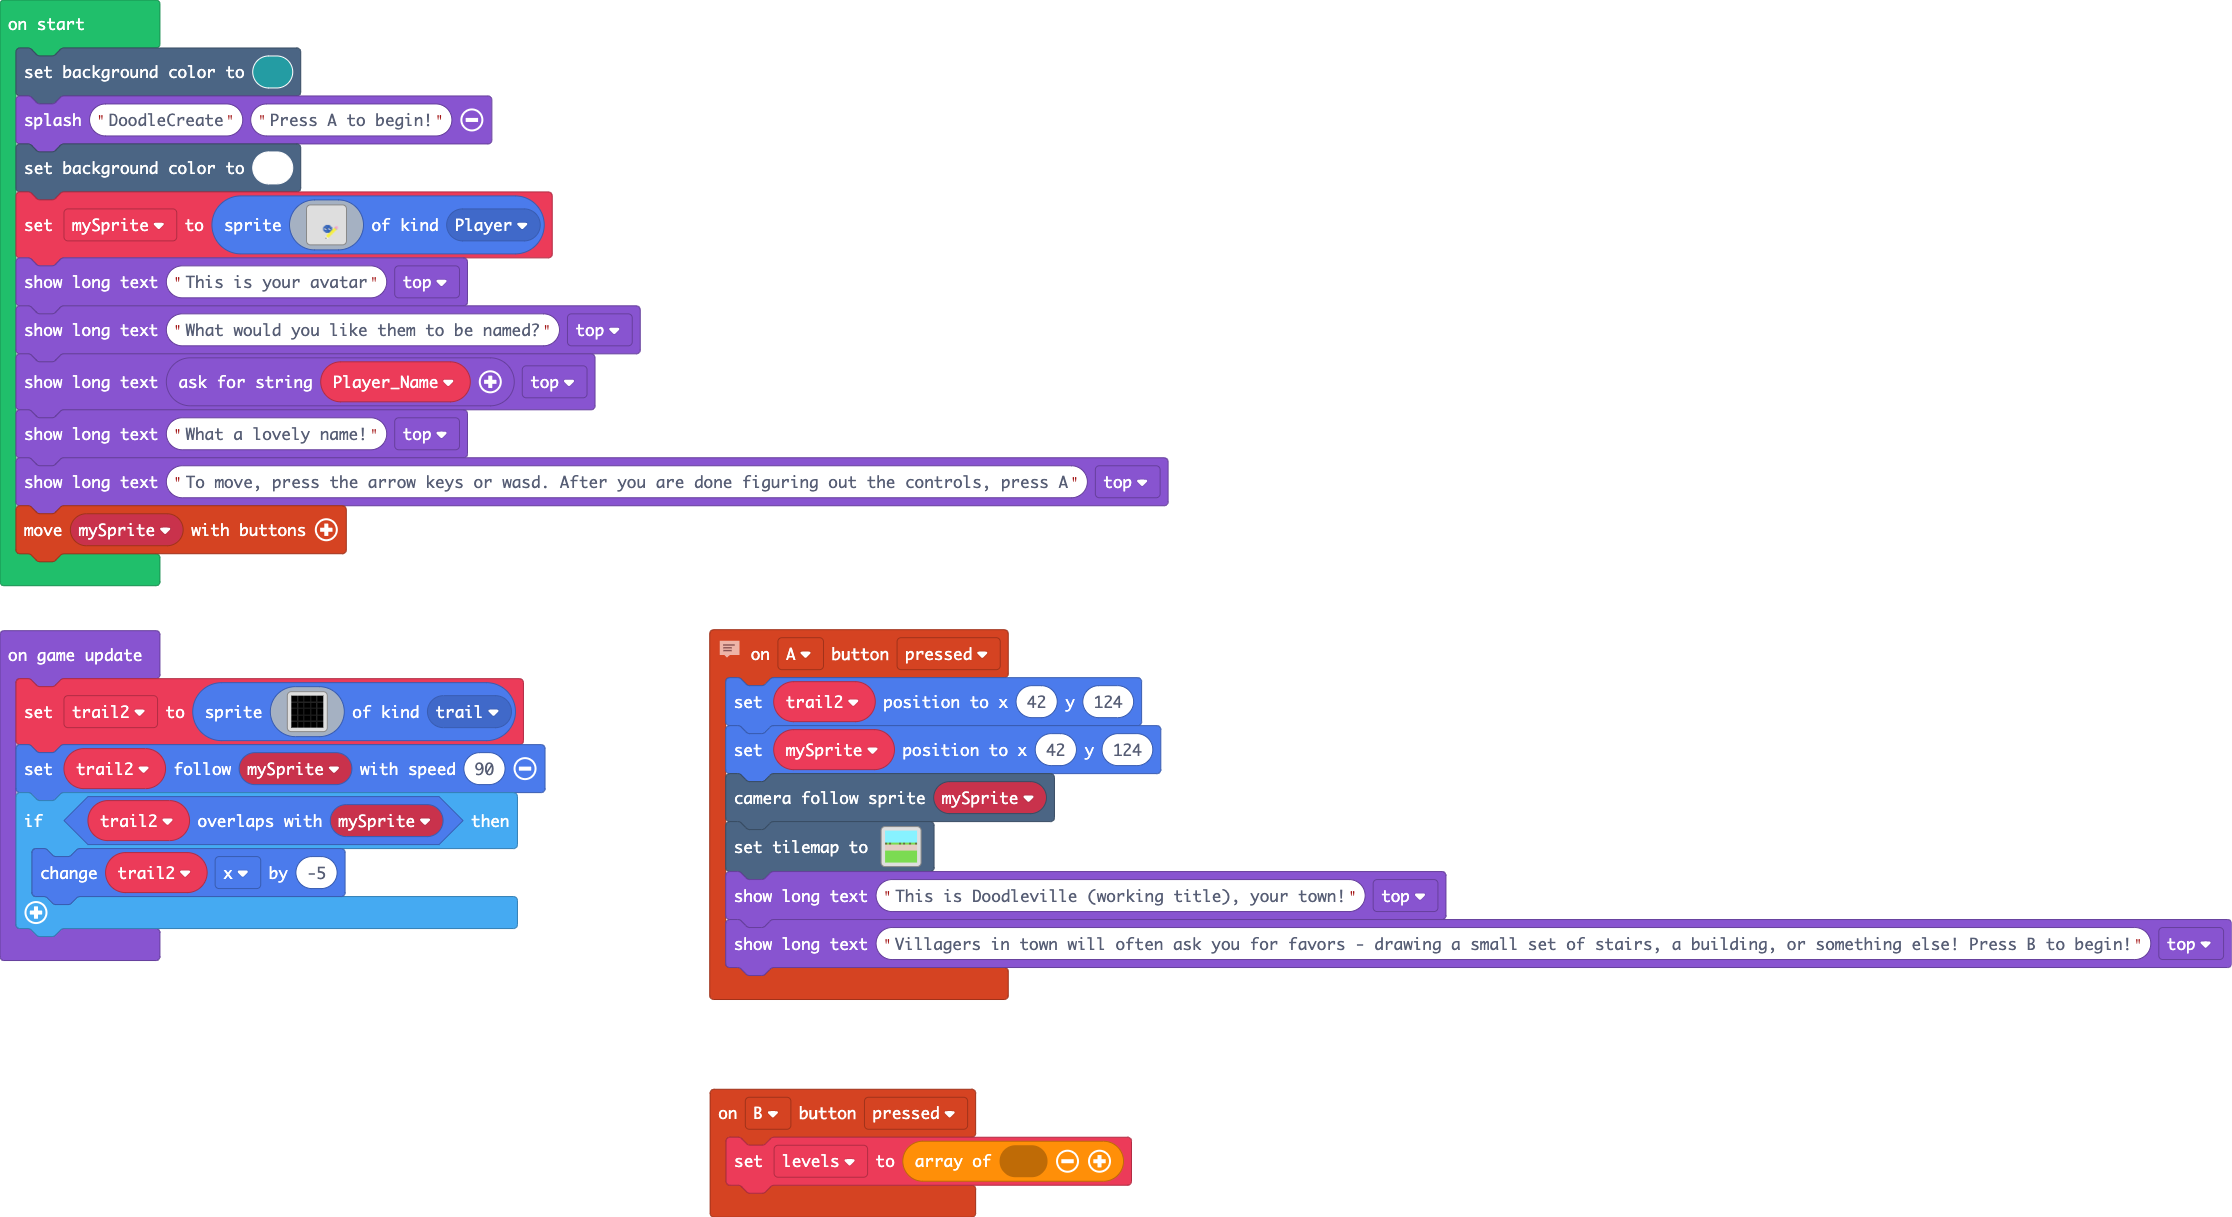 on start
set background color to
splash "DoodleCreate" "Press A to begin!"
set background color to
set mySprite to sprite of kind Player
show long text "This is your avatar" top
show long text "What would you like them to be named?" top
show long text ask for string Player_Name top
show long text "What a lovely name!" top
show long text "To move, press the arrow keys or wasd. After you are done figuring out the controls, press A" top
move mySprite with buttons
on game update
set trail2 to sprite of kind trail
set trail2 follow mySprite with speed 90
if trail2 overlaps with mySprite then
change trail2 x by -5
on A button pressed
set trail2 position to x 42 y 124
set mySprite position to x 42 y 124
camera follow sprite mySprite
set tilemap to
show long text "This is Doodleville (working title), your town!" top
show long text "Villagers in town will often ask you for favors - drawing a small set of stairs, a building, or something else! Press B to begin!" top
on B button pressed
set levels to array of